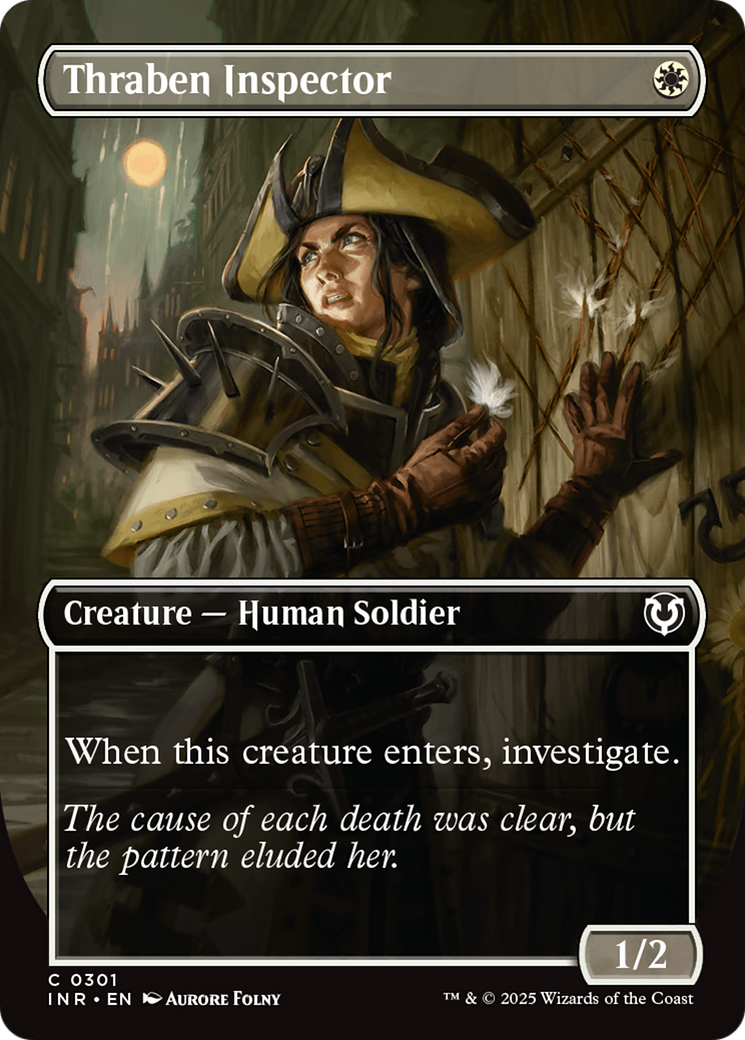 Thraben Inspector
Creature — Human Soldier
When this creature enters, investigate.
The cause of each death was clear, but
the pattern eluded her.
1/2
C 0301
INR • EN AURORE FOLNY
™ & © 2025 Wizards of the Coast